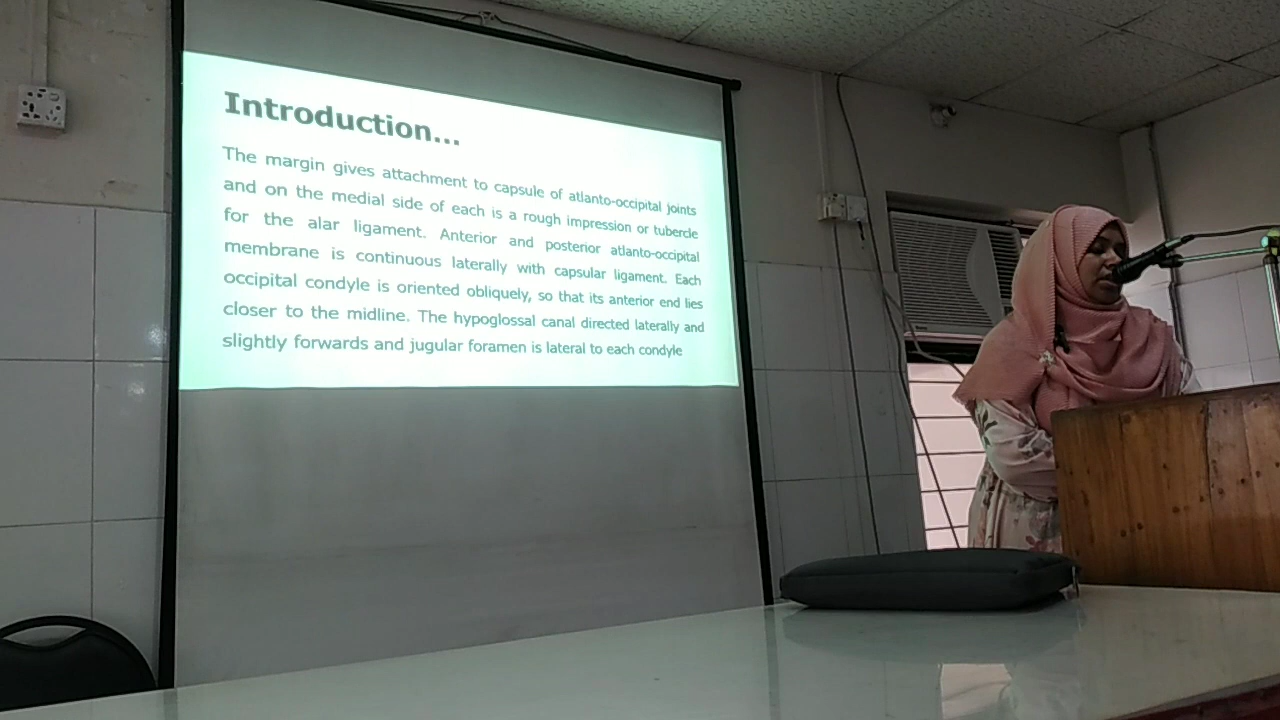 Introduction...
The margin gives attachment to capsule of atlanto-occipital joints
and on the medial side of each is a rough impression or tubercle
for the alar ligament. Anterior and posterior atlanto-occipital
membrane is continuous laterally with capsular ligament. Each
occipital condyle is oriented obliquely, so that its anterior end lies
closer to the midline. The hypoglossal canal directed laterally and
slightly forwards and jugular foramen is lateral to each condyle